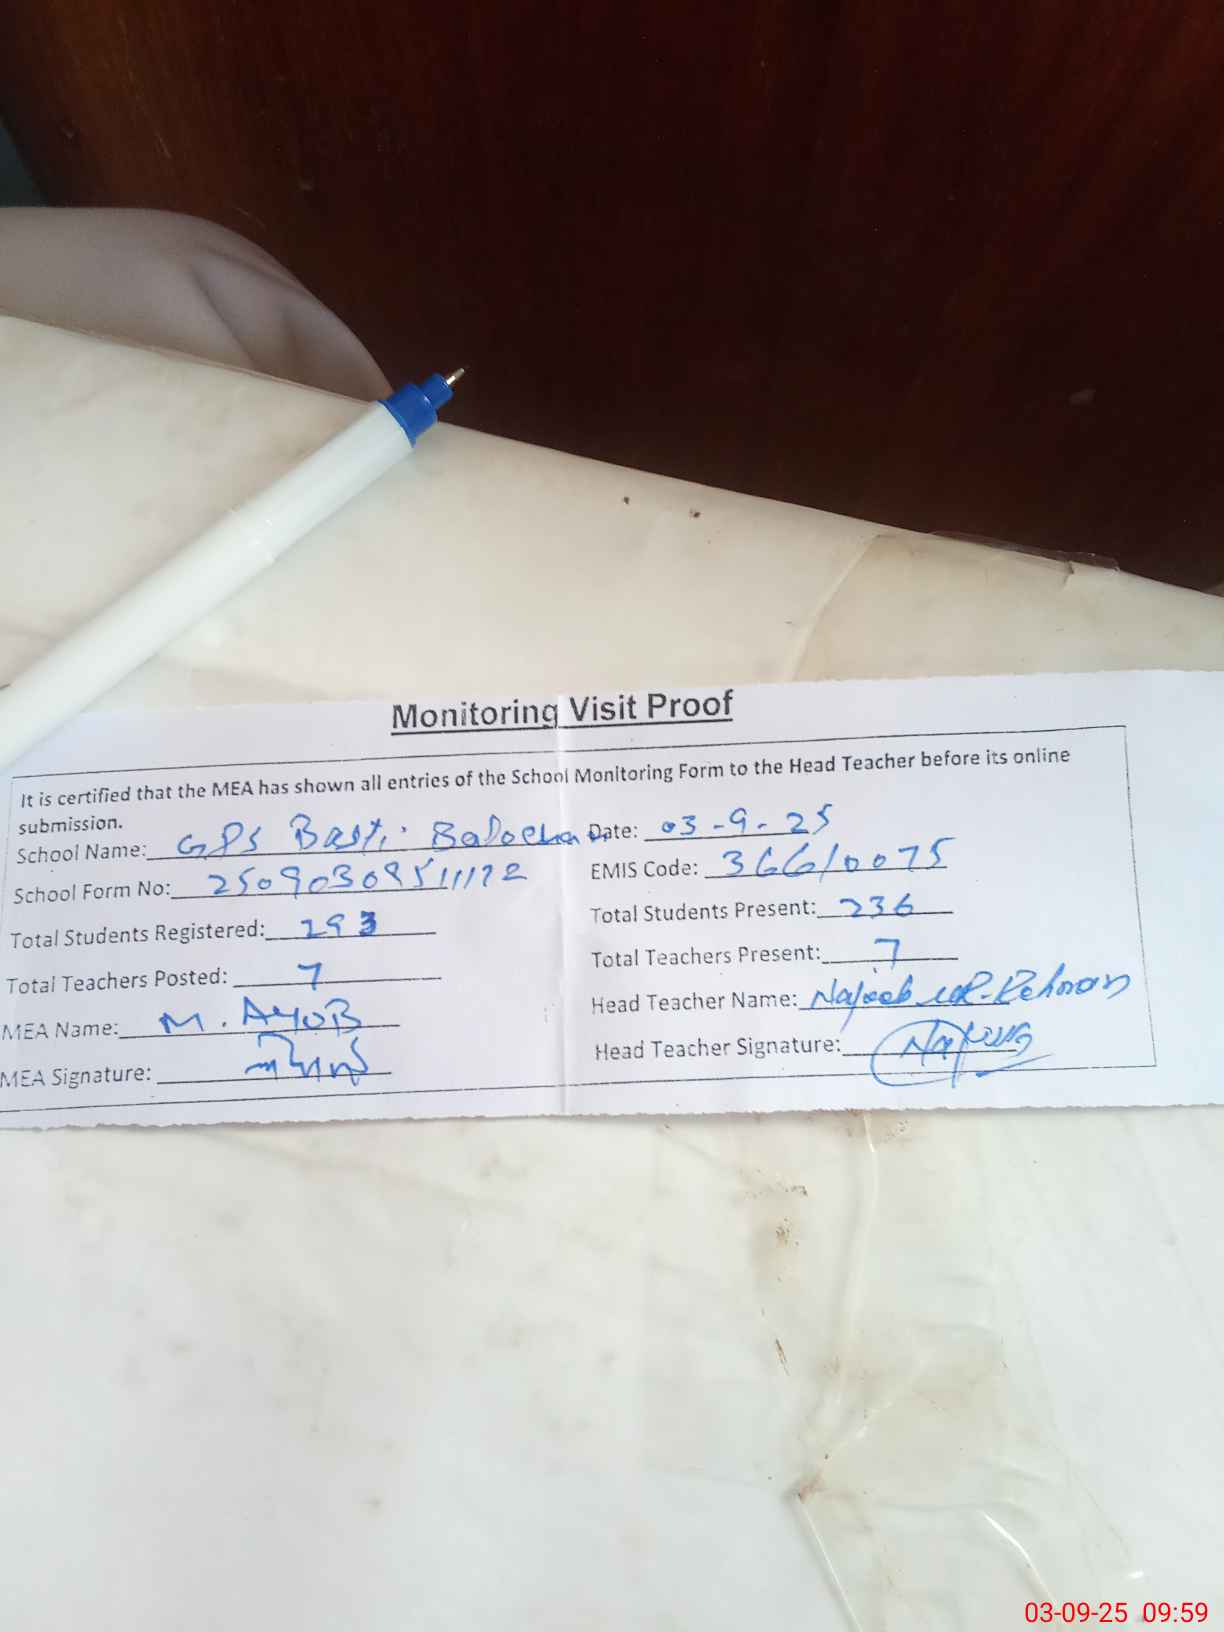 Monitoring Visit Proof
It is certified that the MEA has shown all entries of the School Monitoring Form to the Head Teacher before its online
submission.
School Name: GPS Basti Balochan Date: 03-9-25
School Form No: EMIS Code: 36610075
Total Students Registered: 293 Total Students Present: 236
Total Teachers Posted: 7 Total Teachers Present: 7
MEA Name: M. AYOB Head Teacher Name: Najeeb uR-Rehman
MEA Signature: Head Teacher Signature:
03-09-25 09:59